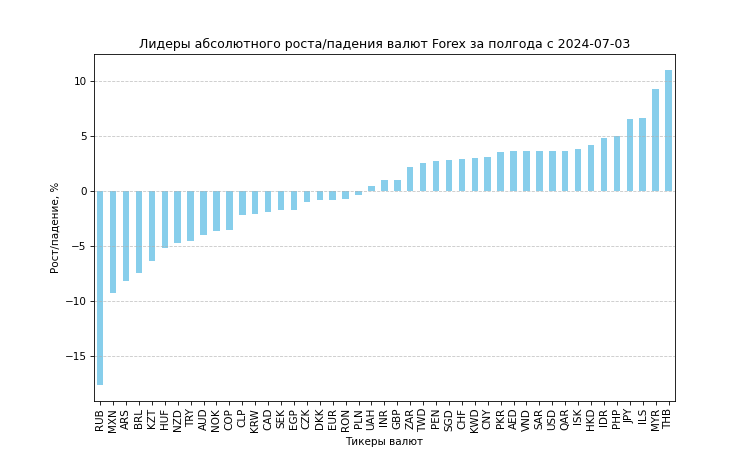 Лидеры абсолютного роста/падения валют Forex за полгода с 2024-07-03
Рост/падение, %
10
5
0
−5
−10
−15
RUB MXN ARS BRL KZT HUF NZD TRY AUD NOK COP CLP KRW CAD SEK EGP CZK DKK EUR RON PLN UAH INR GBP ZAR TWD PEN SGD CHF KWD CNY PKR AED VND SAR USD QAR ISK HKD IDR PHP JPY ILS MYR THB
Тикеры валют